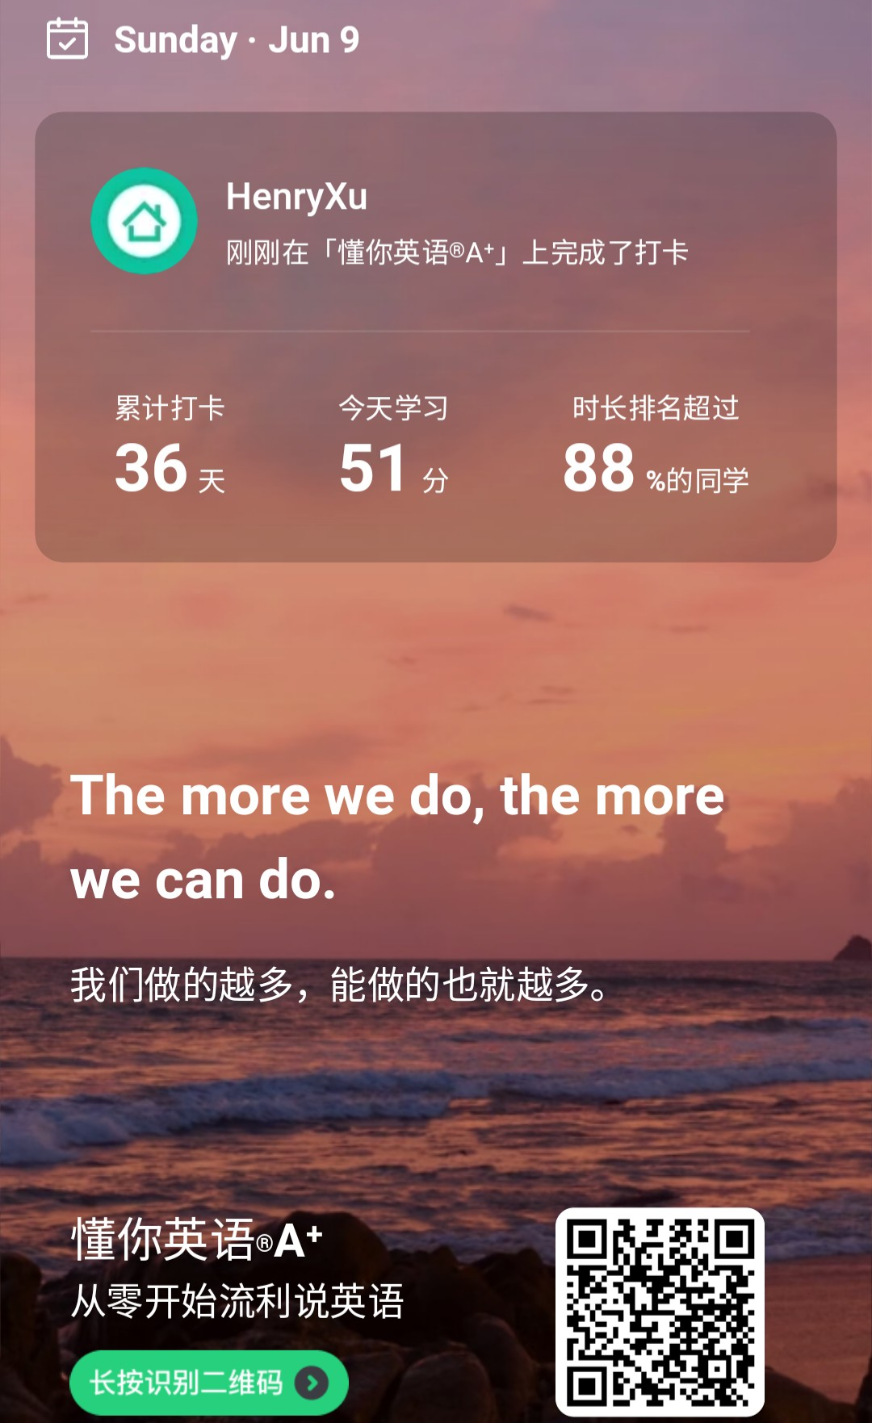 Sunday · Jun 9
HenryXu
刚刚在「懂你英语®A⁺」上完成了打卡
累计打卡 今天学习 时长排名超过
36 天 51 分 88 %的同学
The more we do, the more
we can do.
我们做的越多，能做的也就越多。
懂你英语®A⁺
从零开始流利说英语
长按识别二维码